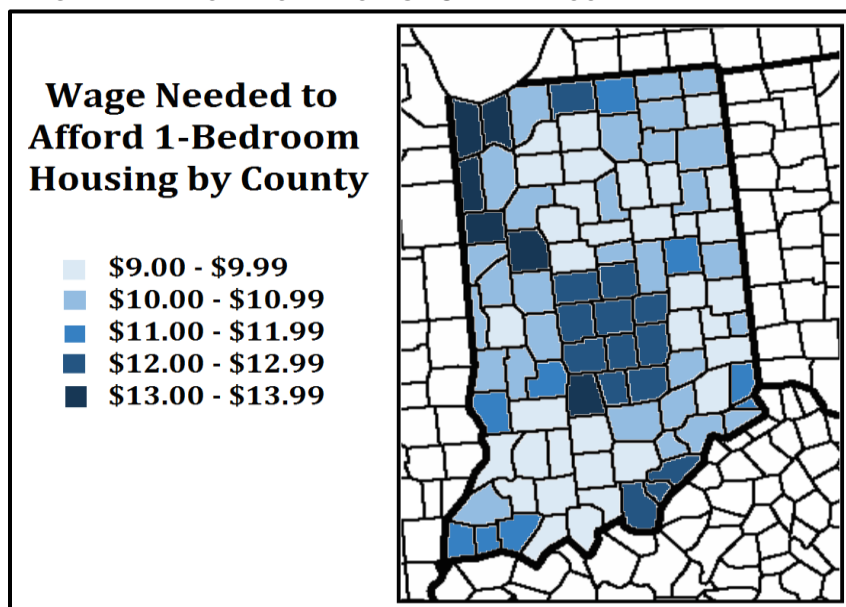 Wage Needed to
Afford 1-Bedroom
Housing by County
$9.00 - $9.99
$10.00 - $10.99
$11.00 - $11.99
$12.00 - $12.99
$13.00 - $13.99